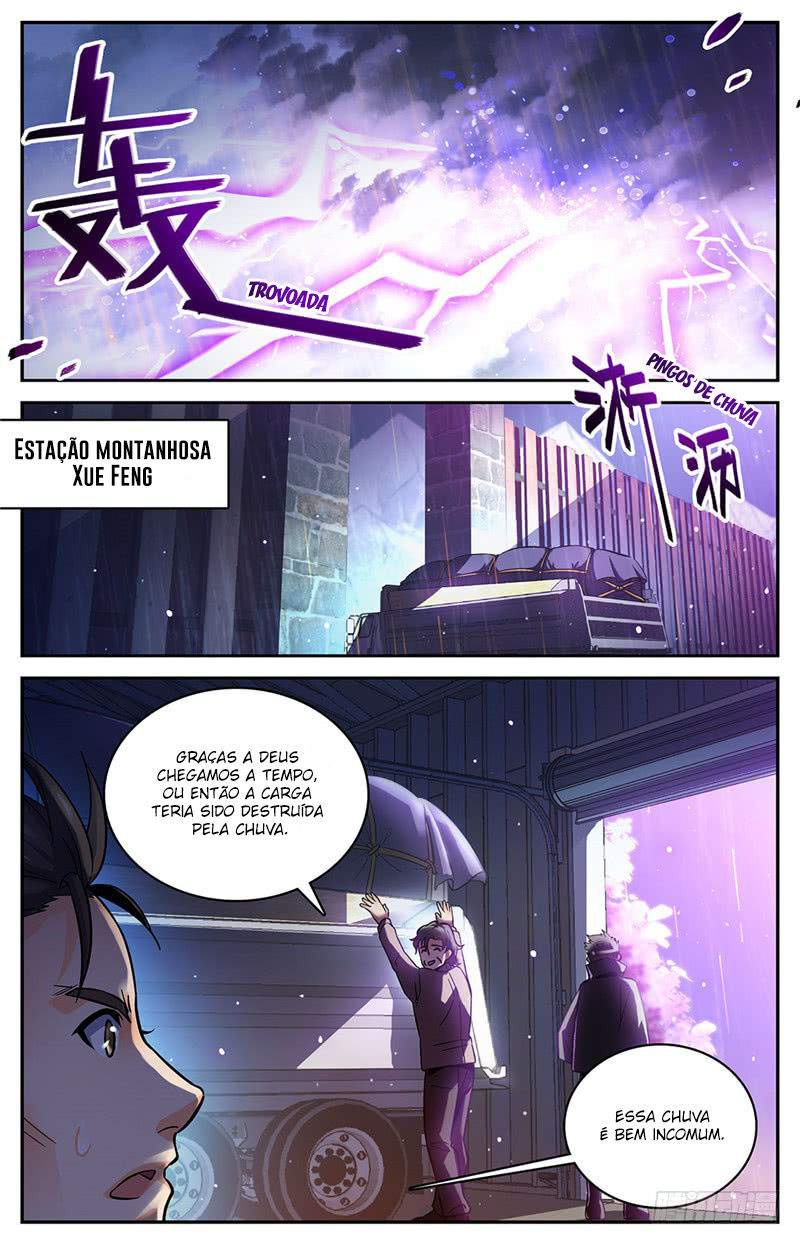 轰
TROVOADA
PINGOS DE CHUVA
淅沥
ESTAÇÃO MONTANHOSA
XUE FENG
GRAÇAS A DEUS
CHEGAMOS A TEMPO,
OU ENTÃO A CARGA
TERIA SIDO DESTRUÍDA
PELA CHUVA.
ESSA CHUVA
É BEM INCOMUM.